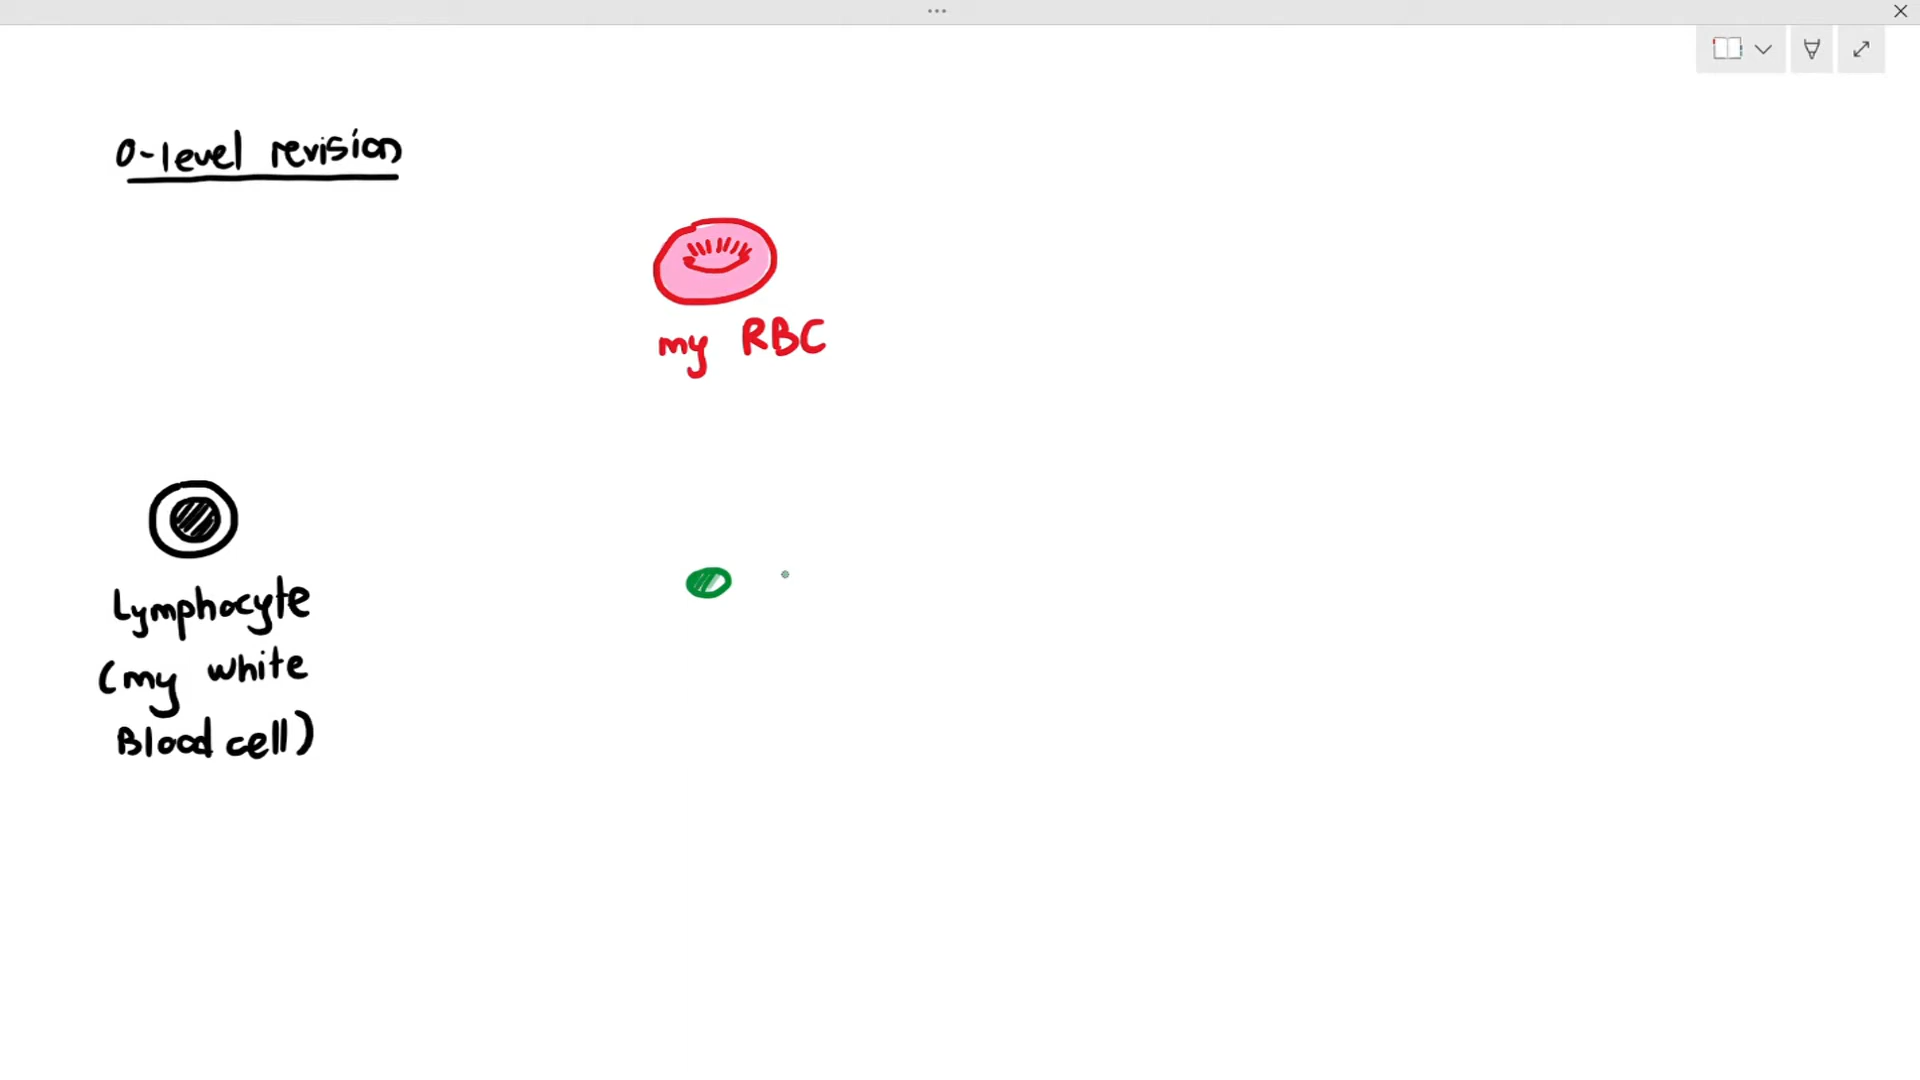 O-level revision
my RBC
Lymphocyte
(my white
Blood cell)